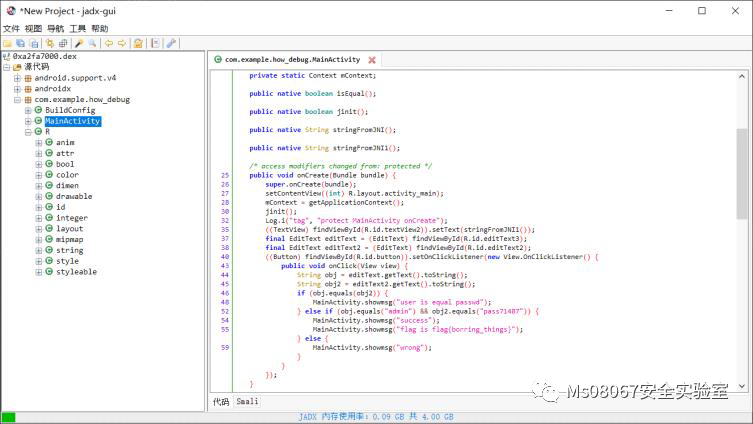 *New Project - jadx-gui
文件 视图 导航 工具 帮助
0xa2fa7000.dex
源代码
android.support.v4
androidx
com.example.how_debug
BuildConfig
MainActivity
R
anim
attr
bool
color
dimen
drawable
id
integer
layout
mipmap
string
style
styleable
com.example.how_debug.MainActivity
private static Context mContext;
public native boolean isEqual();
public native boolean jinit();
public native String stringFromJNI();
public native String stringFromJNI1();
/* access modifiers changed from: protected */
25 public void onCreate(Bundle bundle) {
26 super.onCreate(bundle);
27 setContentView((int) R.layout.activity_main);
28 mContext = getApplicationContext();
30 jinit();
32 Log.i("tag", "protect MainActivity onCreate");
35 ((TextView) findViewById(R.id.textView2)).setText(stringFromJNI1());
37 final EditText editText = (EditText) findViewById(R.id.editText3);
38 final EditText editText2 = (EditText) findViewById(R.id.editText2);
40 ((Button) findViewById(R.id.button)).setOnClickListener(new View.OnClickListener() {
43 public void onClick(View view) {
44 String obj = editText.getText().toString();
45 String obj2 = editText2.getText().toString();
46 if (obj.equals(obj2)) {
48 MainActivity.showmsg("user is equal passwd");
52 } else if (obj.equals("admin") && obj2.equals("pass71487")) {
54 MainActivity.showmsg("success");
55 MainActivity.showmsg("flag is flag{borring_things}");
} else {
59 MainActivity.showmsg("wrong");
}
}
});
}
代码 Smali
JADX 内存使用率: 0.09 GB 共 4.00 GB
Ms08067安全实验室